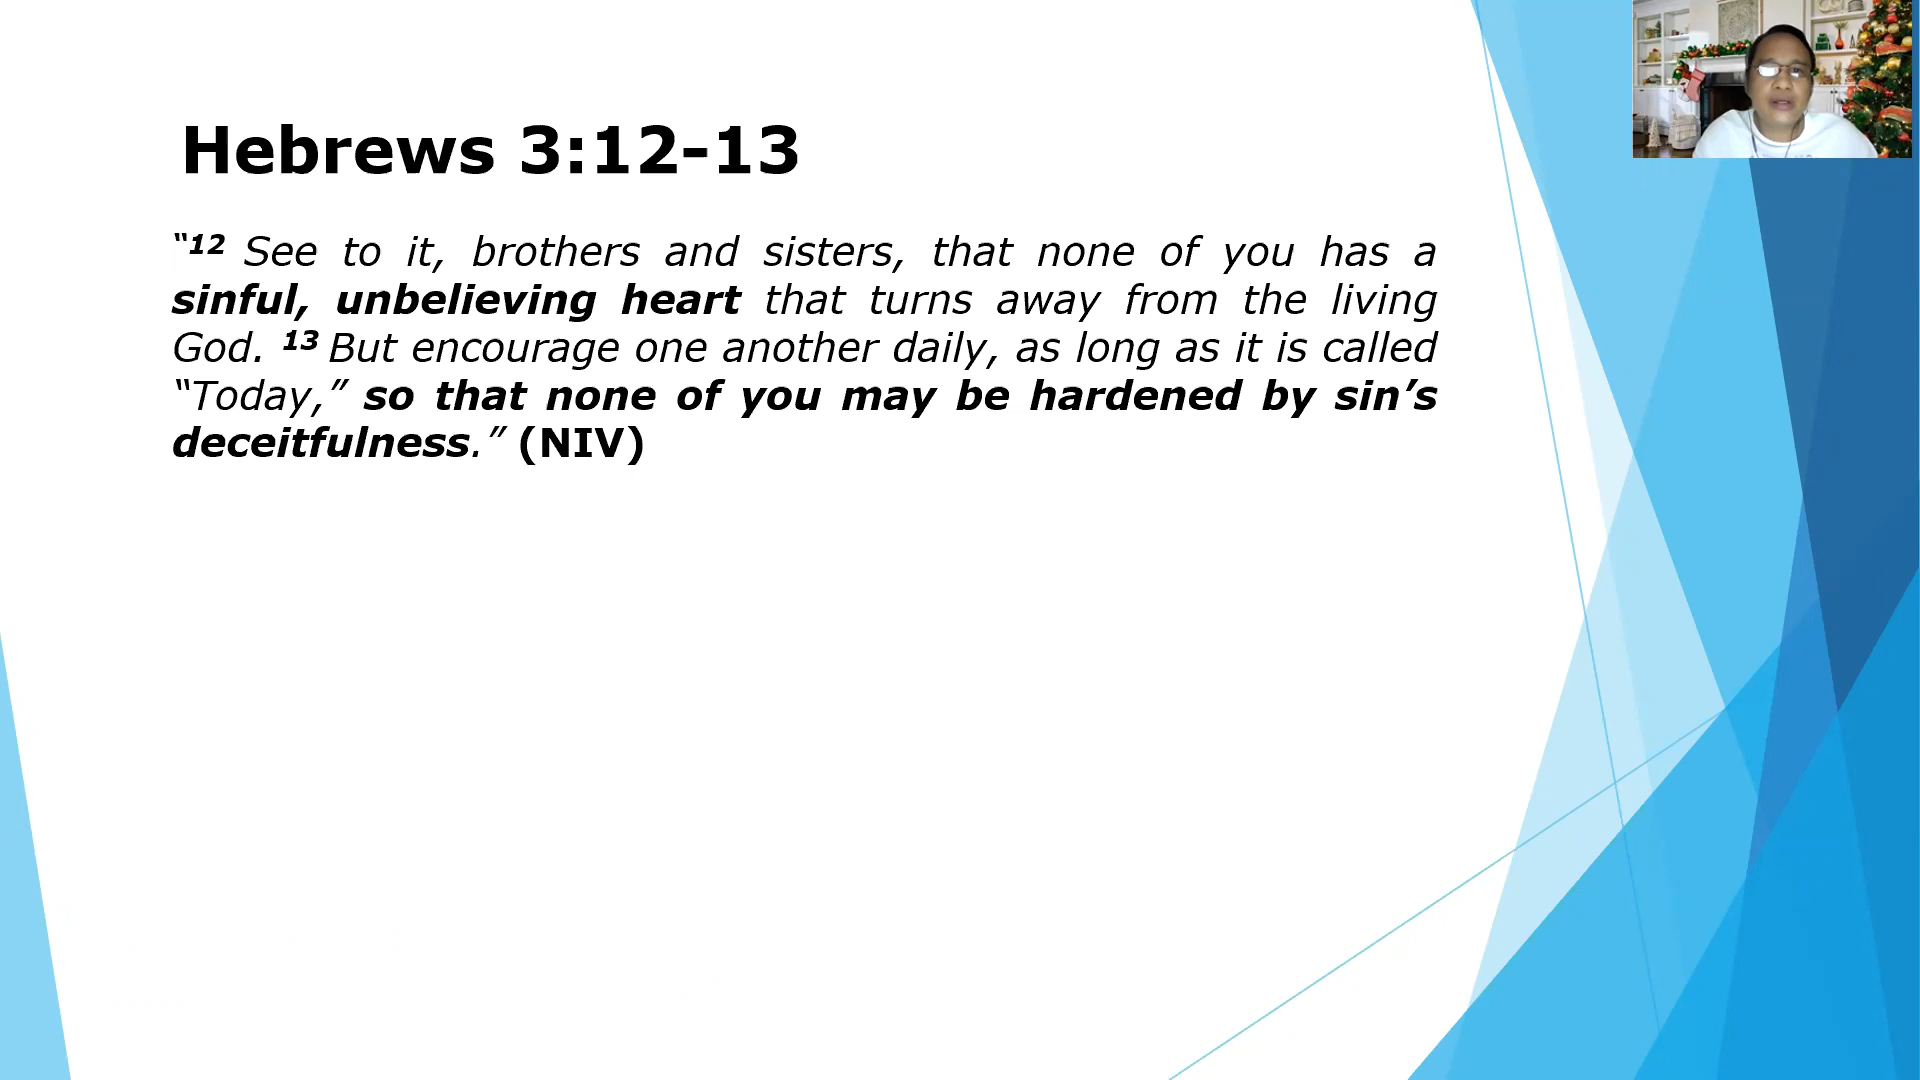 Hebrews 3:12-13
“12 See to it, brothers and sisters, that none of you has a
sinful, unbelieving heart that turns away from the living
God. 13 But encourage one another daily, as long as it is called
“Today,” so that none of you may be hardened by sin’s
deceitfulness.” (NIV)